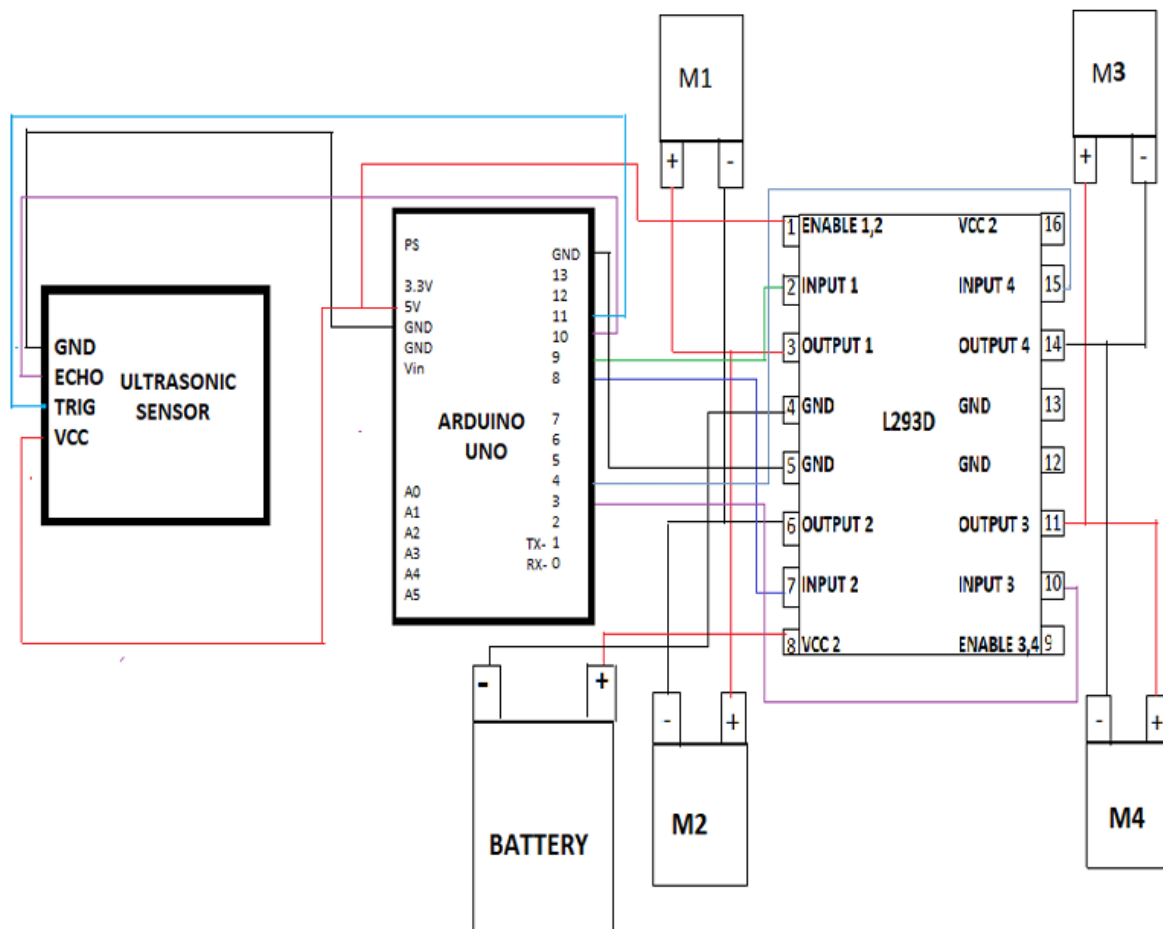 M1
+ -
M3
+ -
GND
ECHO
TRIG
VCC
ULTRASONIC
SENSOR
PS
3.3V
5V
GND
GND
Vin
A0
A1
A2
A3
A4
A5
ARDUINO
UNO
GND
13
12
11
10
9
8
7
6
5
4
3
2
TX- 1
RX- 0
1 ENABLE 1,2
2 INPUT 1
3 OUTPUT 1
4 GND
5 GND
6 OUTPUT 2
7 INPUT 2
8 VCC 2
L293D
VCC 2 16
INPUT 4 15
OUTPUT 4 14
GND 13
GND 12
OUTPUT 3 11
INPUT 3 10
ENABLE 3,4 9
- +
BATTERY
- +
M2
- +
M4